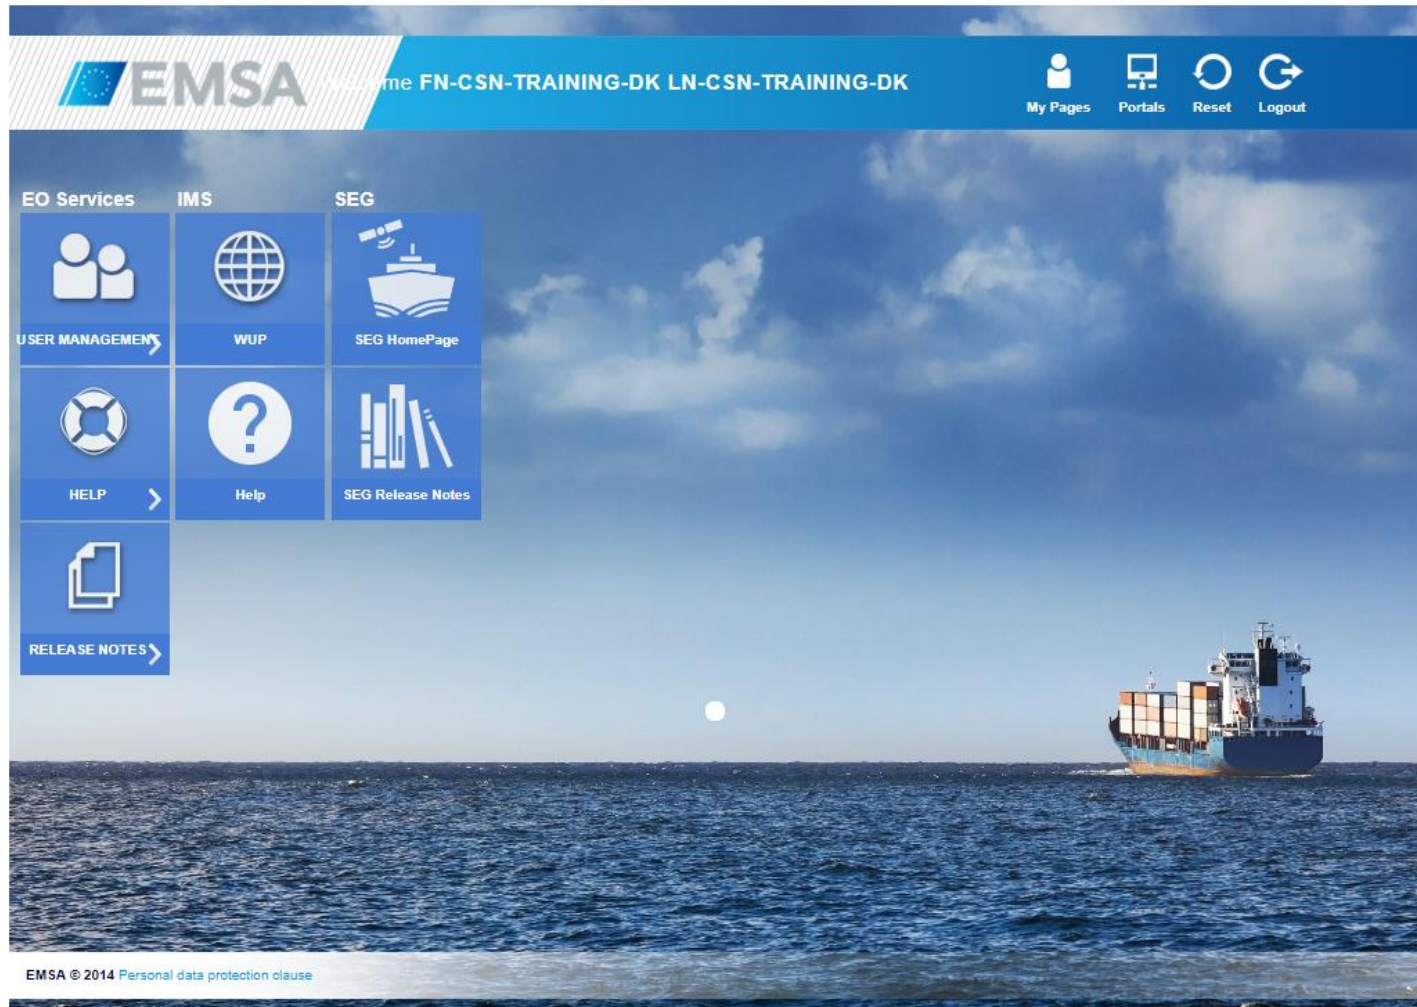 EMSA
me FN-CSN-TRAINING-DK LN-CSN-TRAINING-DK
My Pages Portals Reset Logout
EO Services IMS SEG
USER MANAGEMENT WUP SEG HomePage
HELP Help SEG Release Notes
RELEASE NOTES
EMSA © 2014 Personal data protection clause